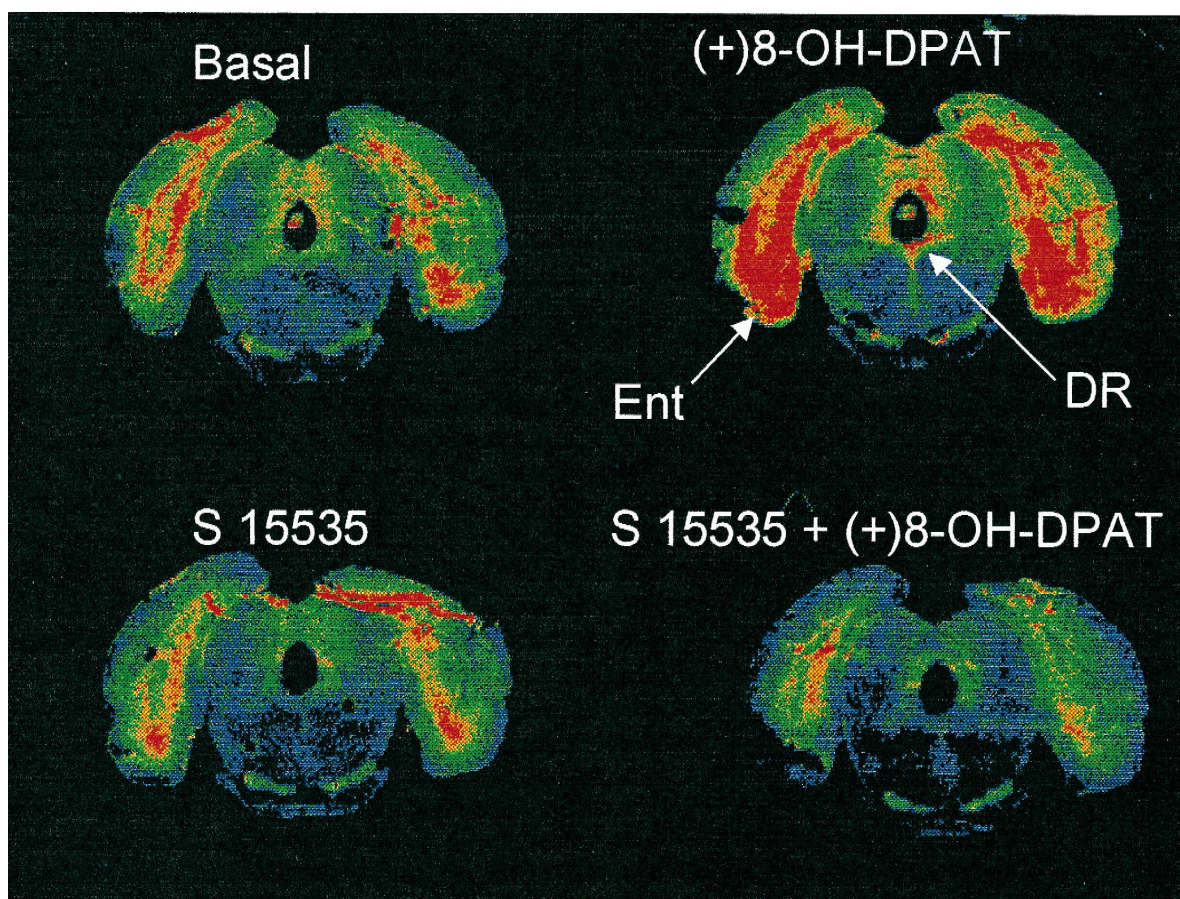 Basal
(+)8-OH-DPAT
Ent
DR
S 15535
S 15535 + (+)8-OH-DPAT